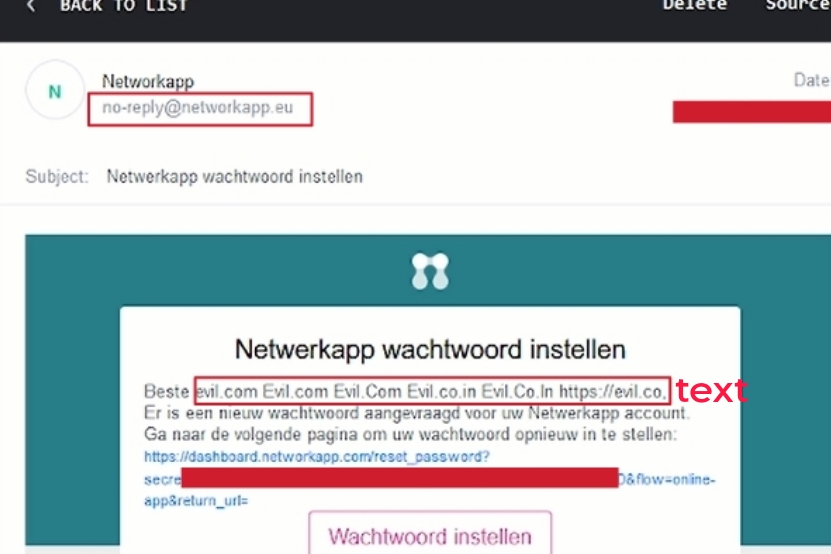 BACK TO LIST
Delete Source
N
Networkapp
no-reply@networkapp.eu
Date
Subject: Netwerkapp wachtwoord instellen
Netwerkapp wachtwoord instellen
Beste evil.com Evil.com Evil.Com Evil.co.in Evil.Co.In https://evil.co, text
Er is een nieuw wachtwoord aangevraagd voor uw Netwerkapp account.
Ga naar de volgende pagina om uw wachtwoord opnieuw in te stellen:
https://dashboard.networkapp.com/reset_password?
secre 0&flow=online-
app&return_url=
Wachtwoord instellen